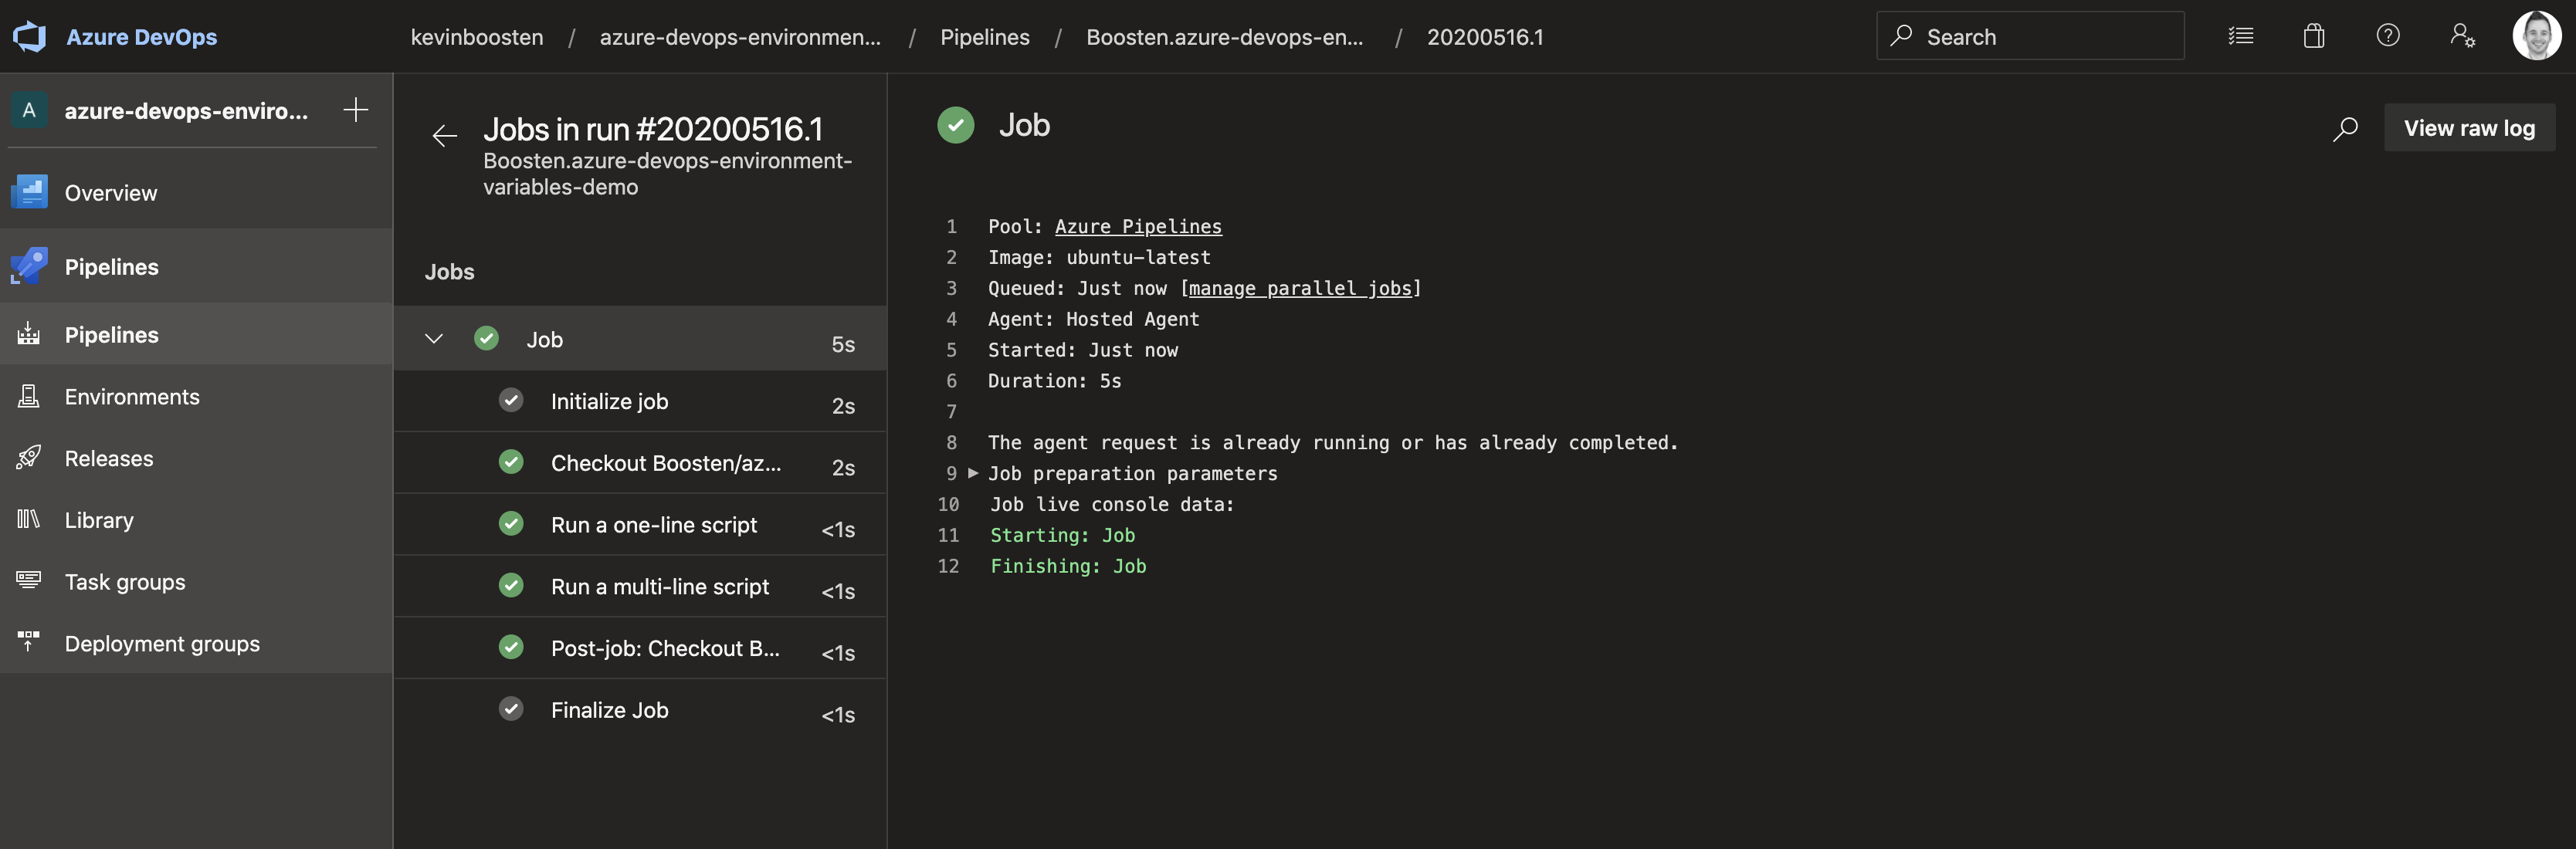 Azure DevOps
kevinboosten / azure-devops-environmen... / Pipelines / Boosten.azure-devops-en... / 20200516.1
Search
A
azure-devops-enviro...
Overview
Pipelines
Pipelines
Environments
Releases
Library
Task groups
Deployment groups
Jobs in run #20200516.1
Boosten.azure-devops-environment-
variables-demo
Jobs
Job 5s
Initialize job 2s
Checkout Boosten/az... 2s
Run a one-line script <1s
Run a multi-line script <1s
Post-job: Checkout B... <1s
Finalize Job <1s
Job
View raw log
1 Pool: Azure Pipelines
2 Image: ubuntu-latest
3 Queued: Just now [manage parallel jobs]
4 Agent: Hosted Agent
5 Started: Just now
6 Duration: 5s
7
8 The agent request is already running or has already completed.
9 Job preparation parameters
10 Job live console data:
11 Starting: Job
12 Finishing: Job